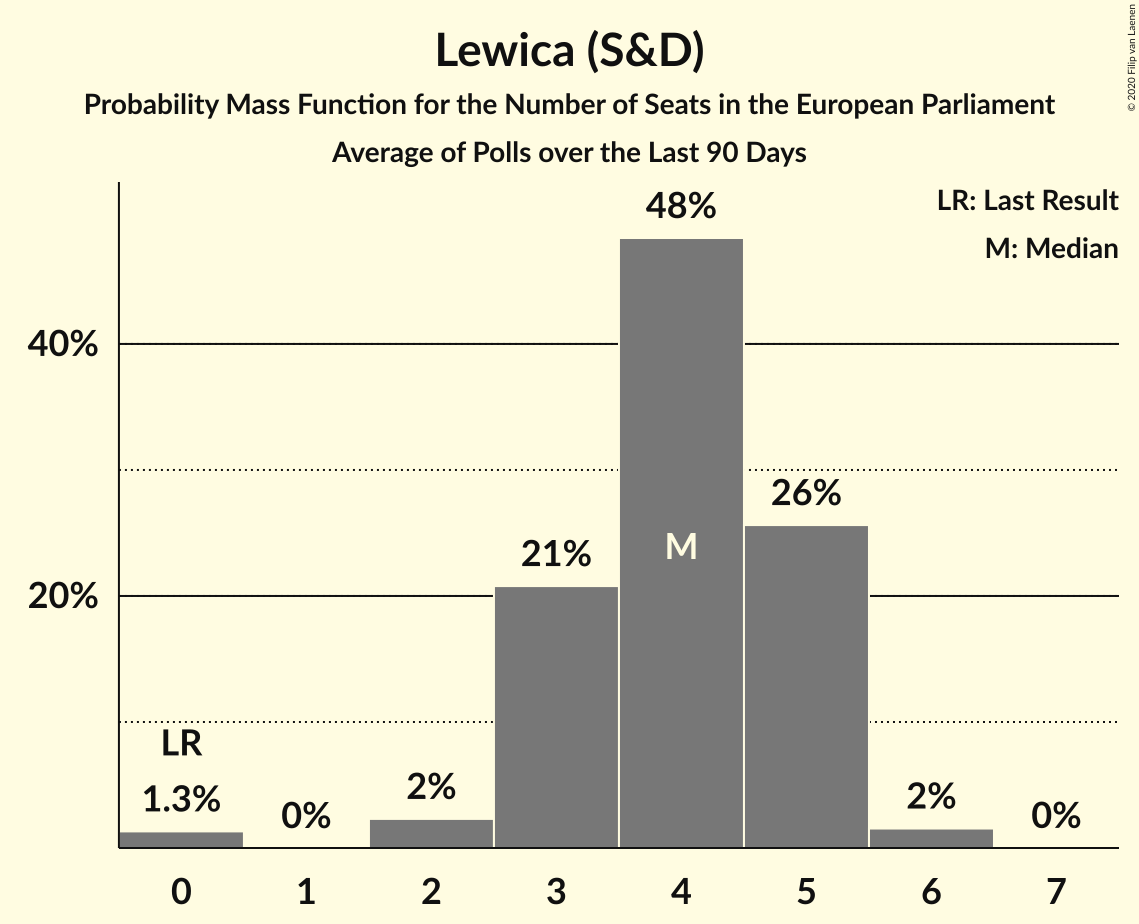 Lewica (S&D)
Probability Mass Function for the Number of Seats in the European Parliament
Average of Polls over the Last 90 Days
© 2020 Filip van Laenen
LR: Last Result
M: Median
48%
40%
26%
21%
M
20%
LR
1.3%
0%
2%
2%
0%
0 1 2 3 4 5 6 7